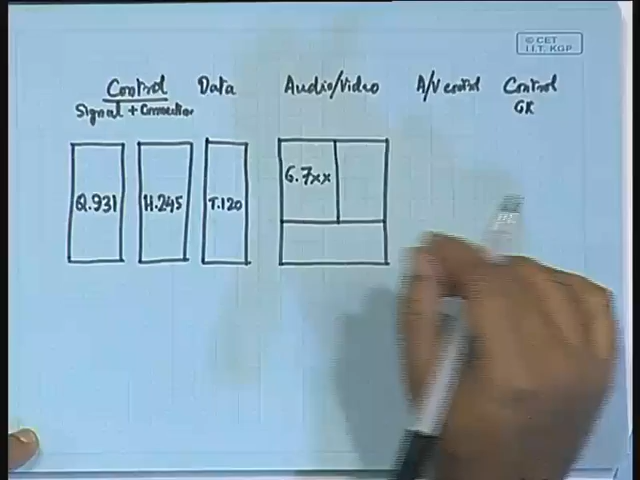 © CET
I.I.T. KGP
Control Data Audio/Video A/V control Control
Signal + Connection GK
Q.931 H.245 T.120 G.7xx